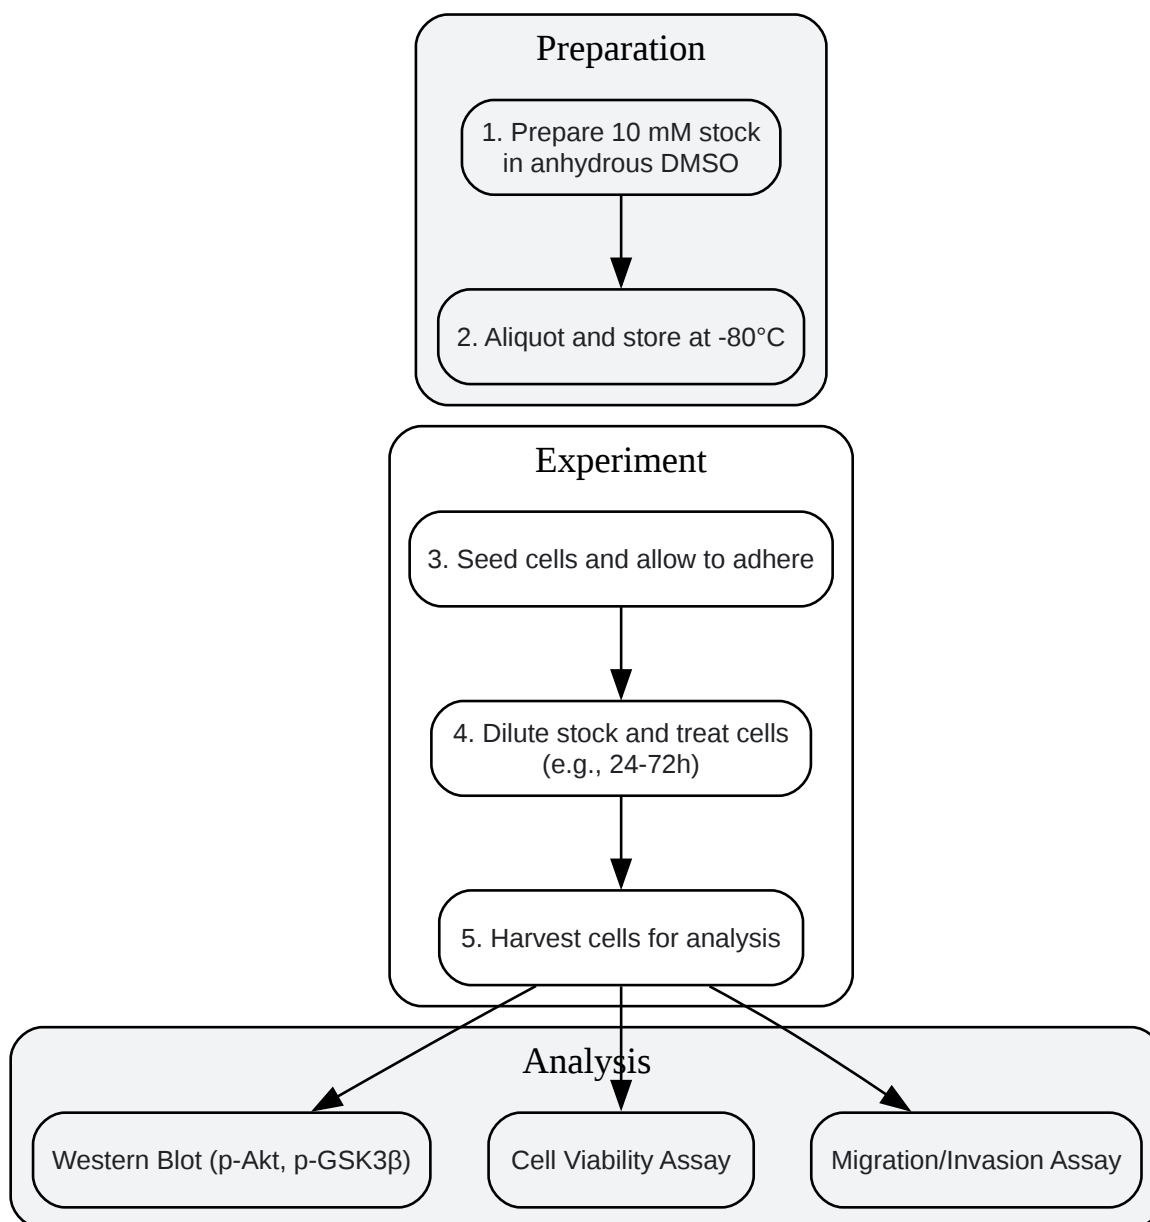 Preparation
1. Prepare 10 mM stock
in anhydrous DMSO
2. Aliquot and store at -80°C
Experiment
3. Seed cells and allow to adhere
4. Dilute stock and treat cells
(e.g., 24-72h)
5. Harvest cells for analysis
Analysis
Western Blot (p-Akt, p-GSK3β)
Cell Viability Assay
Migration/Invasion Assay